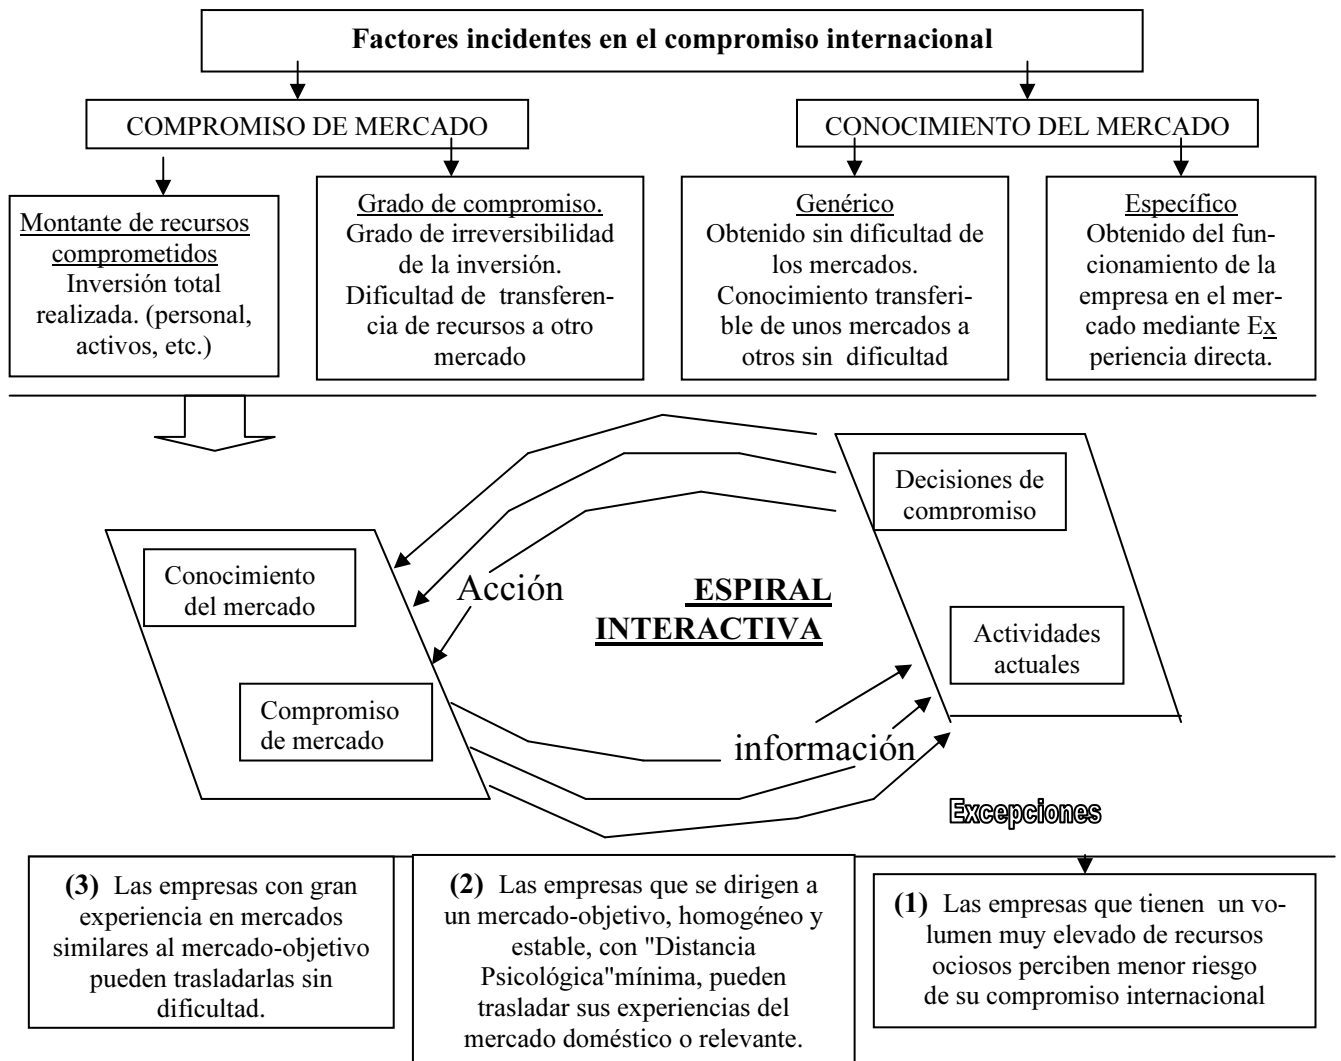 Factores incidentes en el compromiso internacional
COMPROMISO DE MERCADO
CONOCIMIENTO DEL MERCADO
Montante de recursos
comprometidos
Inversión total
realizada. (personal,
activos, etc.)
Grado de compromiso.
Grado de irreversibilidad
de la inversión.
Dificultad de transferen-
cia de recursos a otro
mercado
Genérico
Obtenido sin dificultad de
los mercados.
Conocimiento transferi-
ble de unos mercados a
otros sin dificultad
Específico
Obtenido del fun-
cionamiento de la
empresa en el mer-
cado mediante Ex
periencia directa.
Decisiones de
compromiso
Conocimiento
del mercado
Acción
ESPIRAL
INTERACTIVA
Actividades
actuales
Compromiso
de mercado
información
Excepciones
(3) Las empresas con gran
experiencia en mercados
similares al mercado-objetivo
pueden trasladarlas sin
dificultad.
(2) Las empresas que se dirigen a
un mercado-objetivo, homogéneo y
estable, con "Distancia
Psicológica"mínima, pueden
trasladar sus experiencias del
mercado doméstico o relevante.
(1) Las empresas que tienen un vo-
lumen muy elevado de recursos
ociosos perciben menor riesgo
de su compromiso internacional